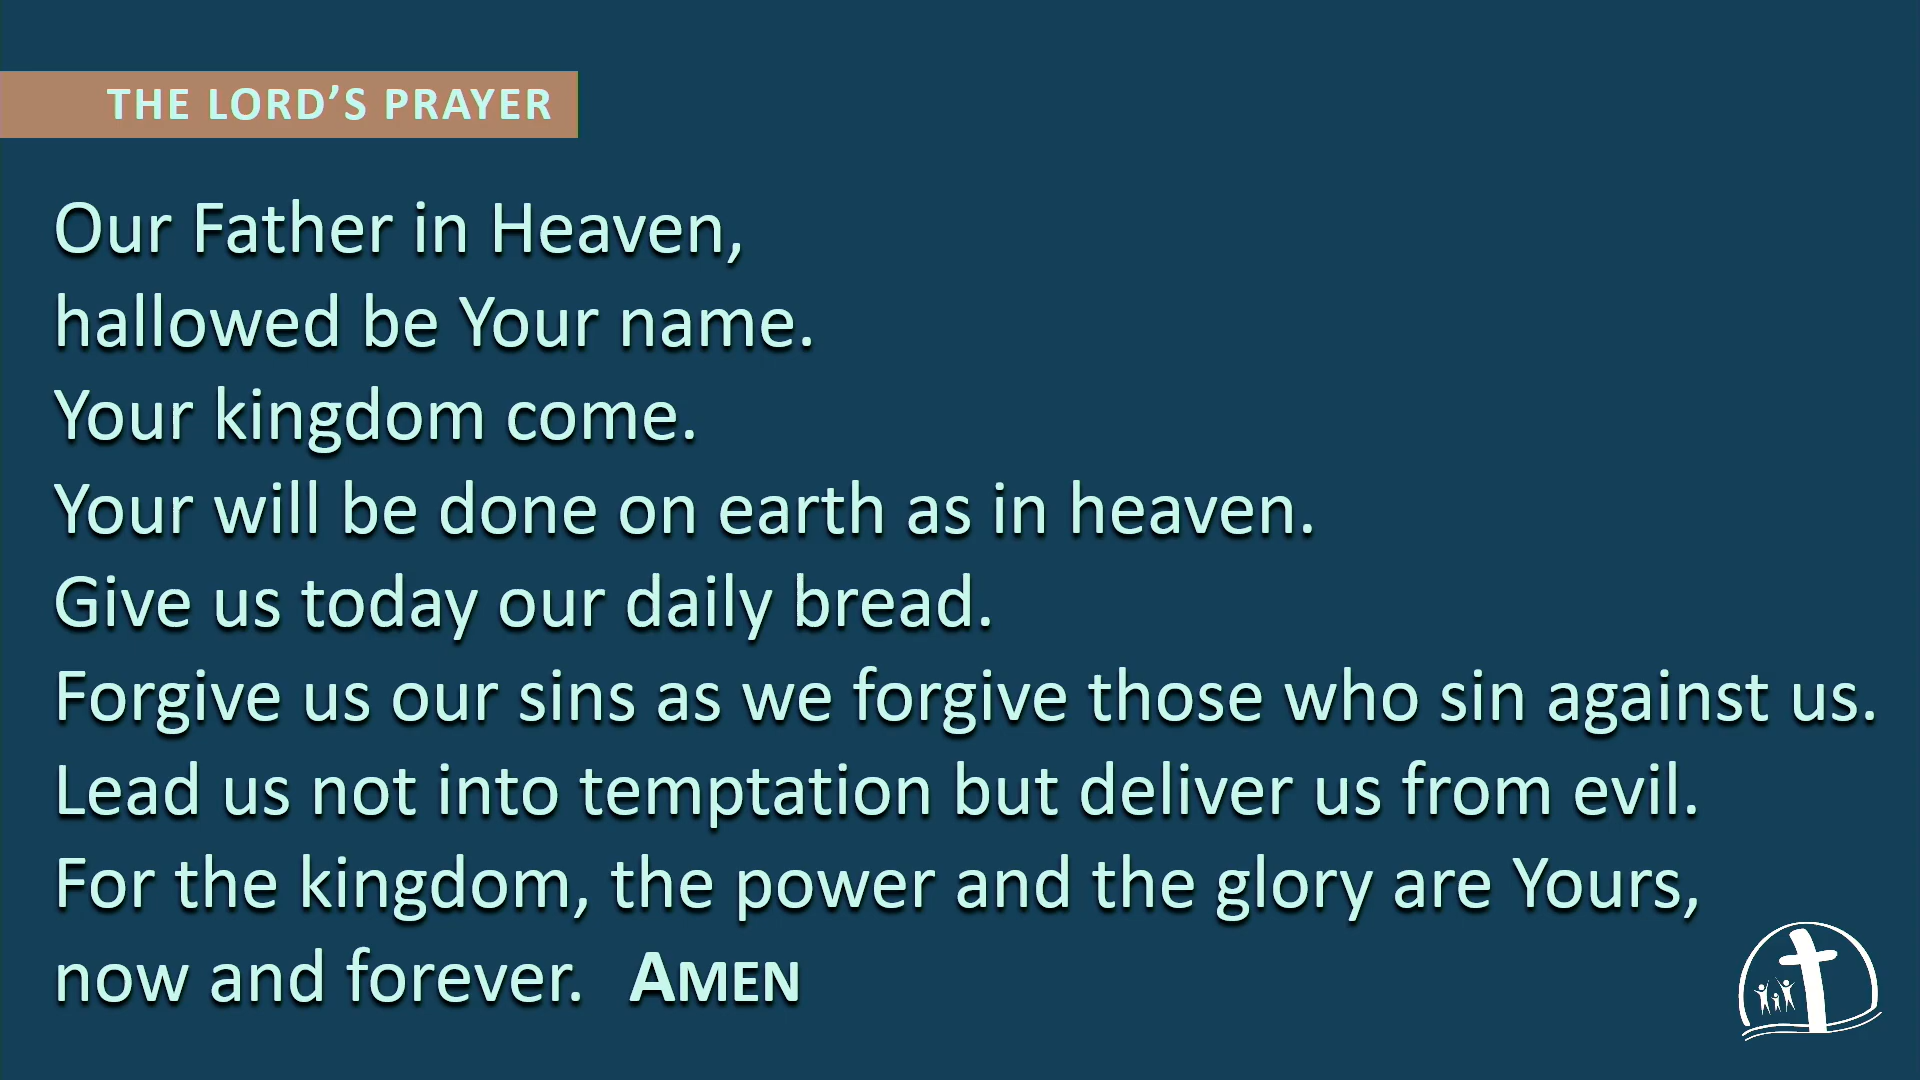 THE LORD’S PRAYER
Our Father in Heaven,
hallowed be Your name.
Your kingdom come.
Your will be done on earth as in heaven.
Give us today our daily bread.
Forgive us our sins as we forgive those who sin against us.
Lead us not into temptation but deliver us from evil.
For the kingdom, the power and the glory are Yours,
now and forever. AMEN